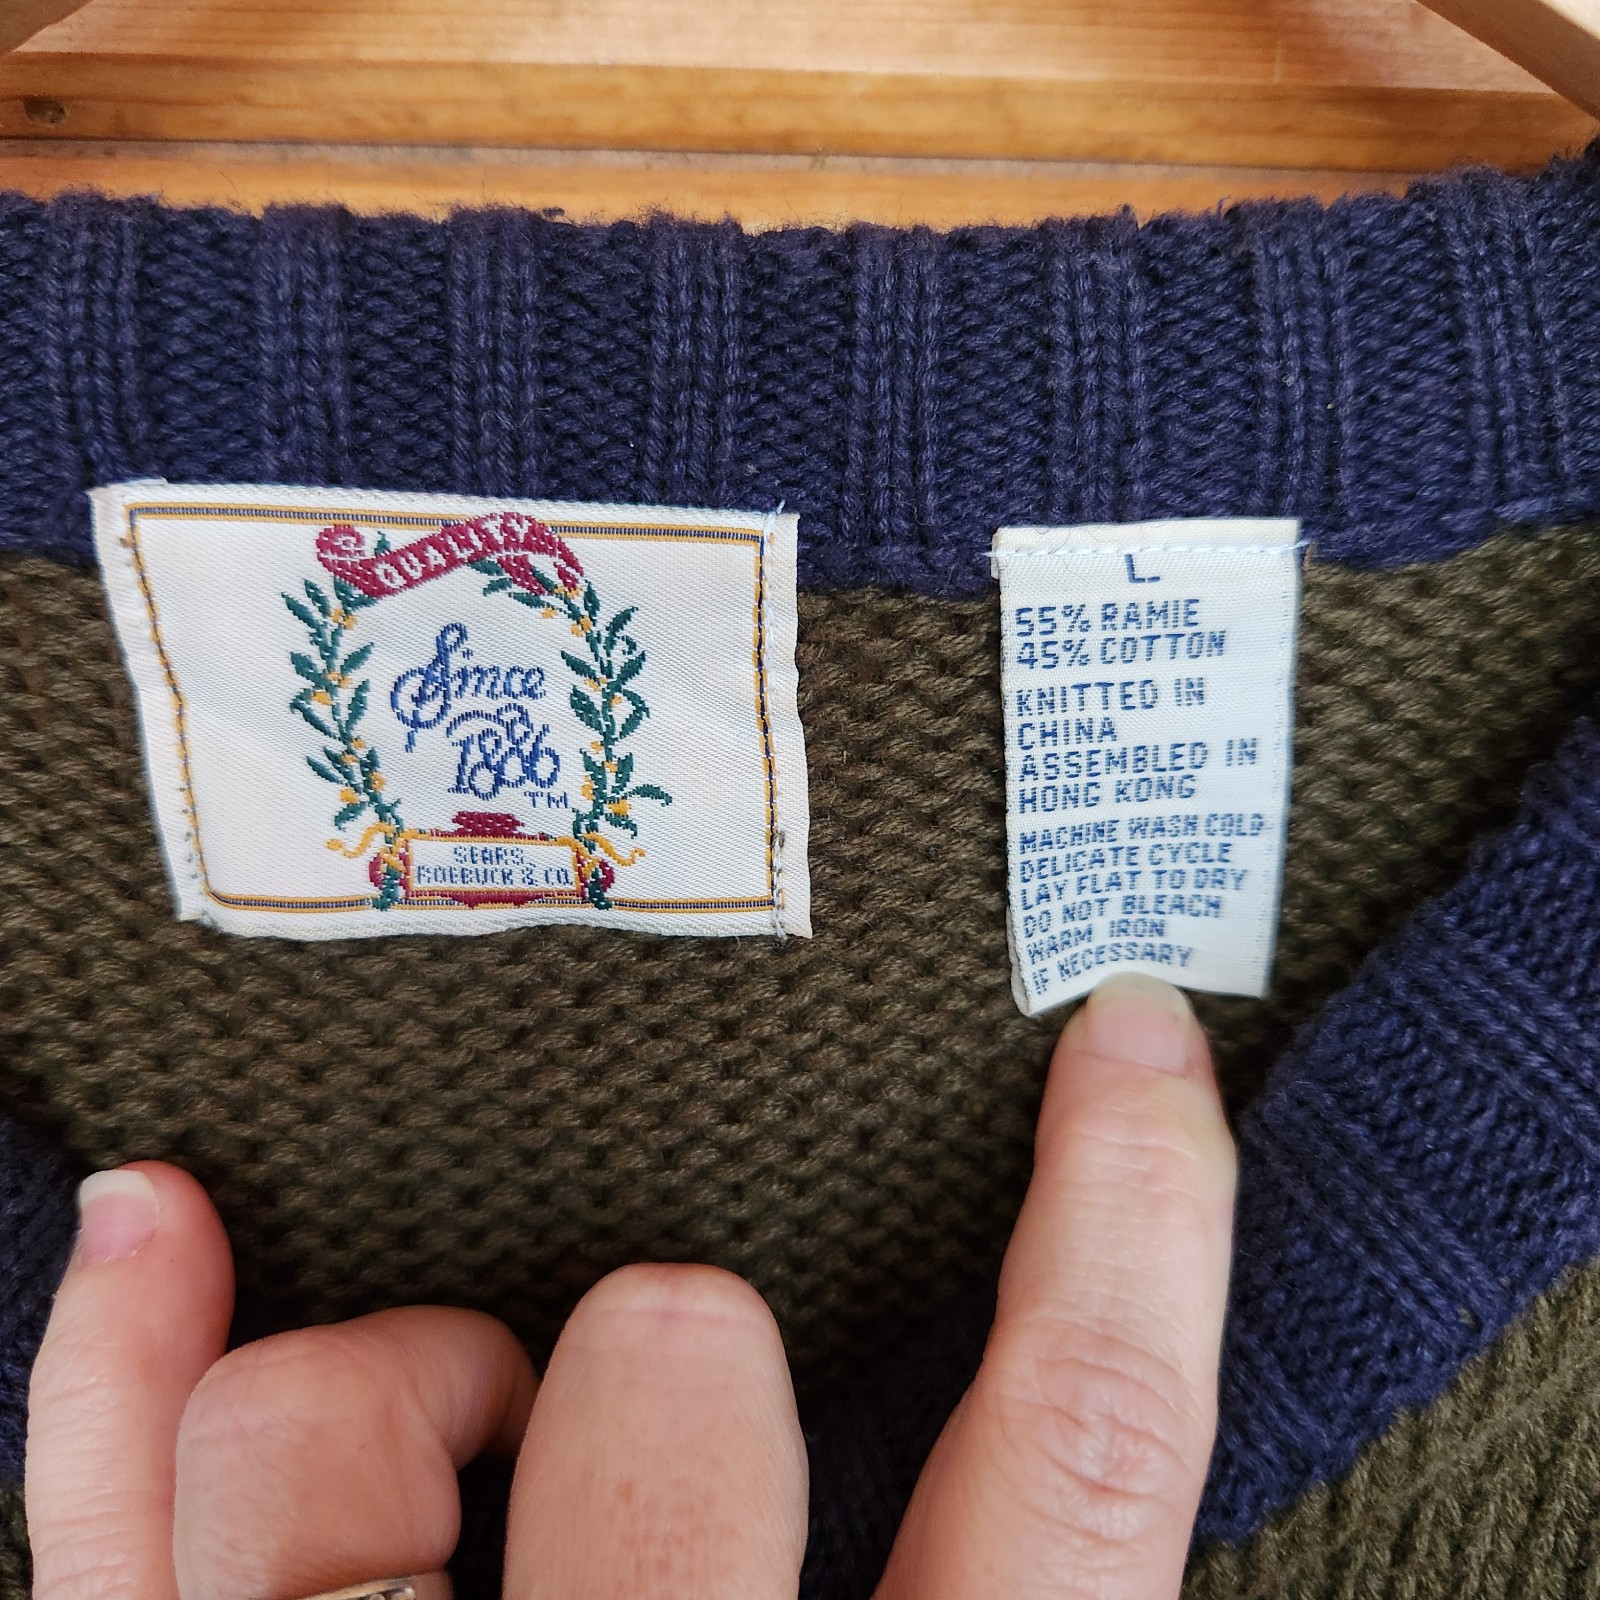 QUALITY
Since
1886
TM
SEARS,
ROEBUCK & CO.
L
55% RAMIE
45% COTTON
KNITTED IN
CHINA
ASSEMBLED IN
HONG KONG
MACHINE WASH COLD
DELICATE CYCLE
LAY FLAT TO DRY
DO NOT BLEACH
WARM IRON
IF NECESSARY